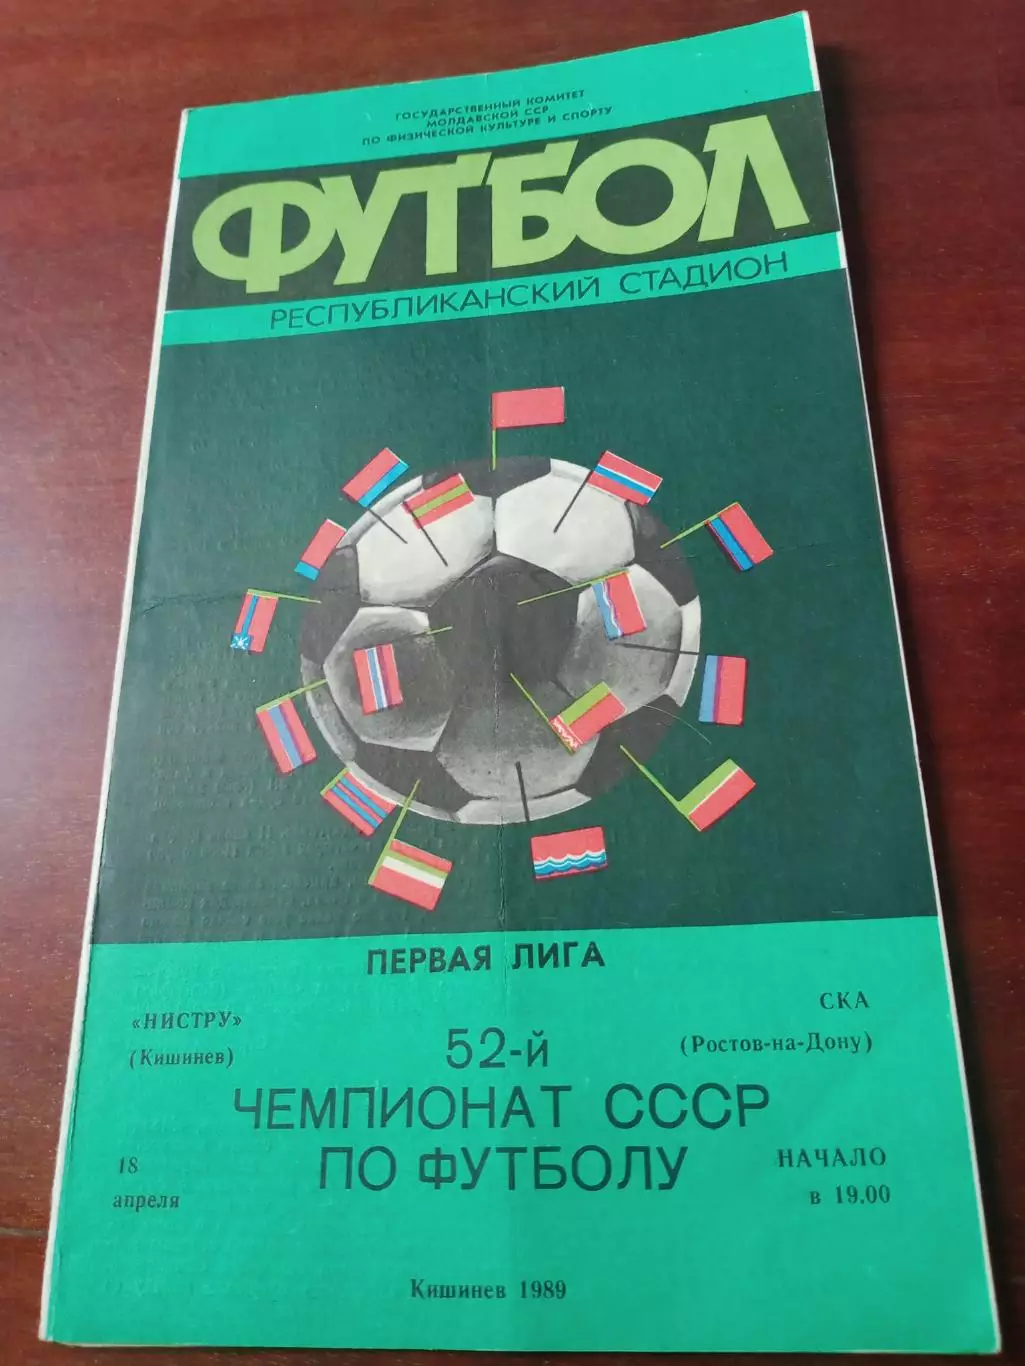 ГОСУДАРСТВЕННЫЙ КОМИТЕТ
МОЛДАВСКОЙ ССР
ПО ФИЗИЧЕСКОЙ КУЛЬТУРЕ И СПОРТУ
ФУТБОЛ
РЕСПУБЛИКАНСКИЙ СТАДИОН
ПЕРВАЯ ЛИГА
«НИСТРУ»
(Кишинев)
СКА
(Ростов-на-Дону)
52-й
ЧЕМПИОНАТ СССР
ПО ФУТБОЛУ
18
апреля
НАЧАЛО
в 19.00
Кишинев 1989